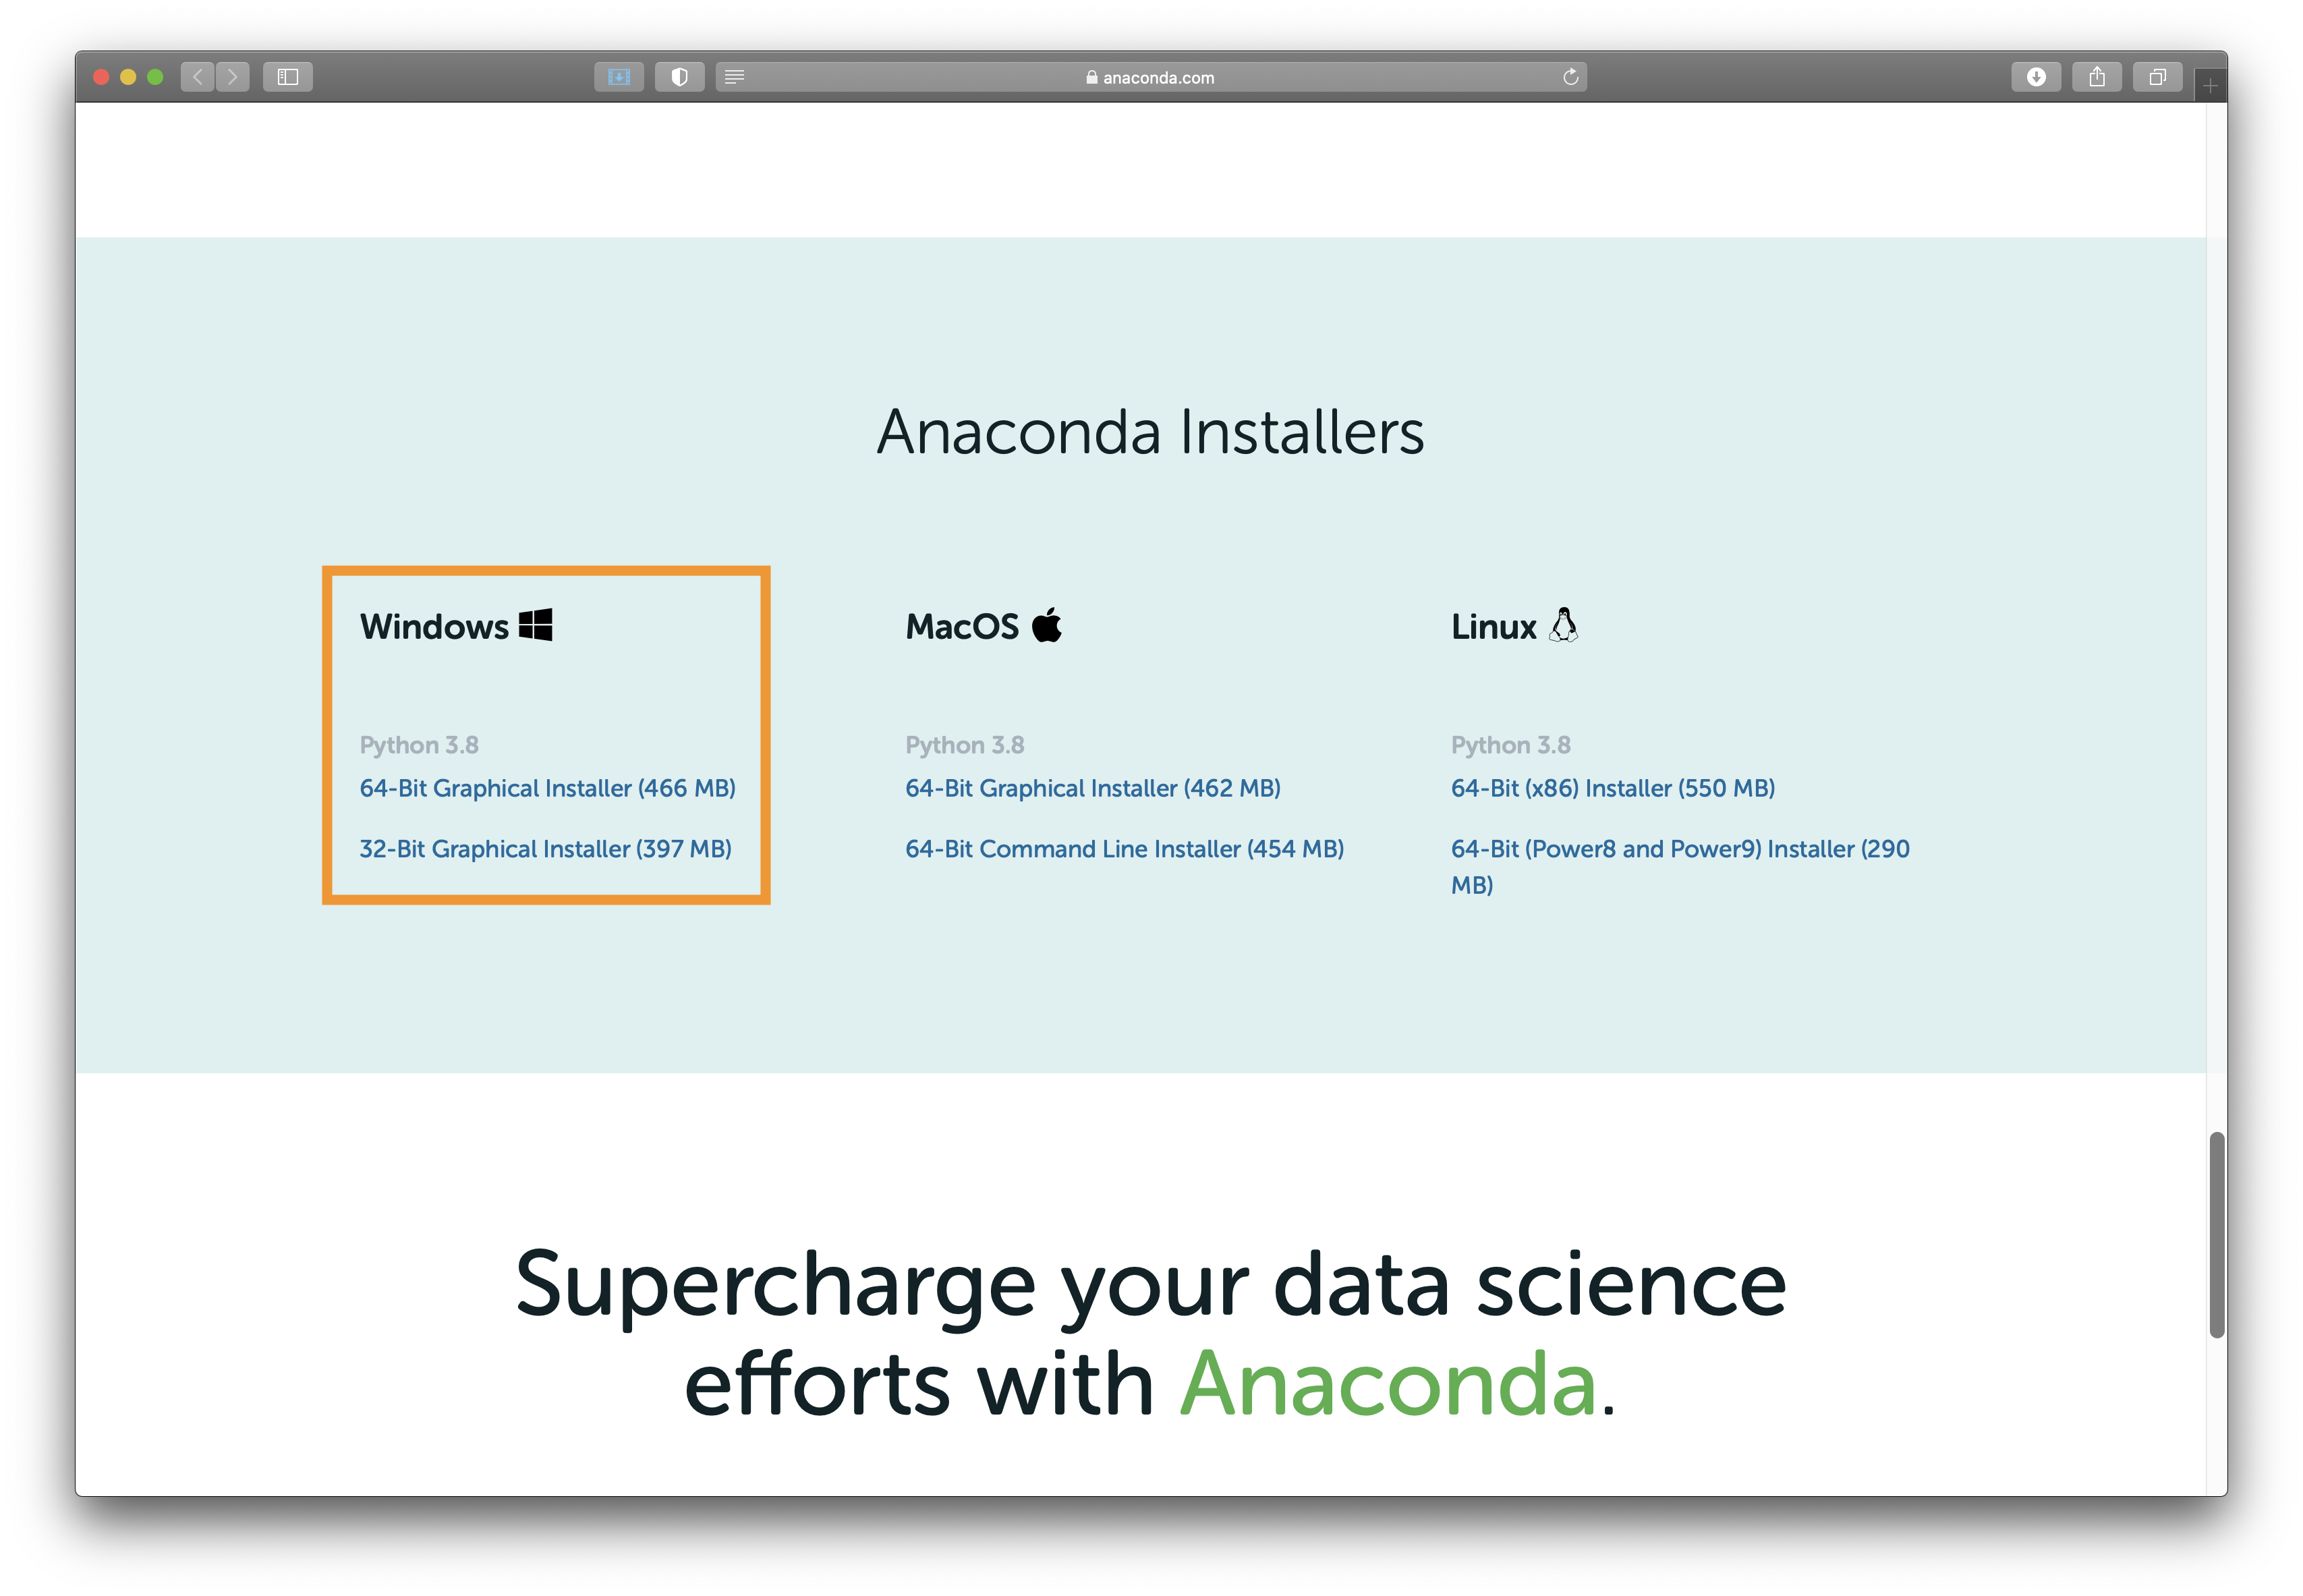 anaconda.com
Anaconda Installers
Windows
MacOS
Linux
Python 3.8
64-Bit Graphical Installer (466 MB)
32-Bit Graphical Installer (397 MB)
Python 3.8
64-Bit Graphical Installer (462 MB)
64-Bit Command Line Installer (454 MB)
Python 3.8
64-Bit (x86) Installer (550 MB)
64-Bit (Power8 and Power9) Installer (290
MB)
Supercharge your data science
efforts with Anaconda.